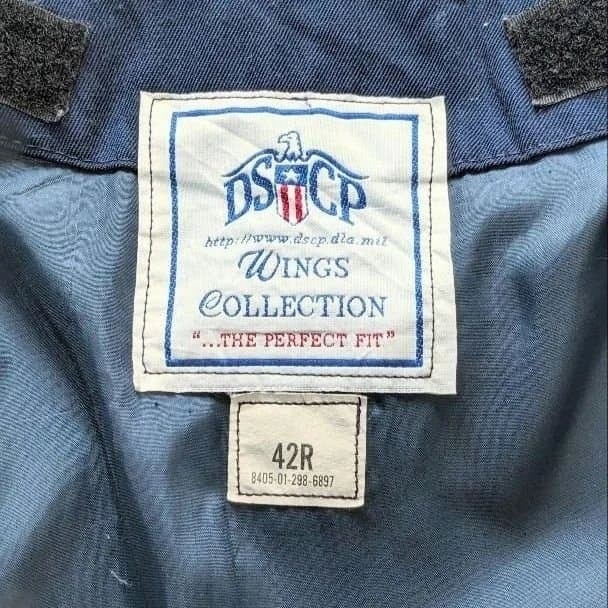 DSCP
http://www.dscp.dla.mil
WINGS
COLLECTION
"...THE PERFECT FIT"
42R
8405-01-298-6897